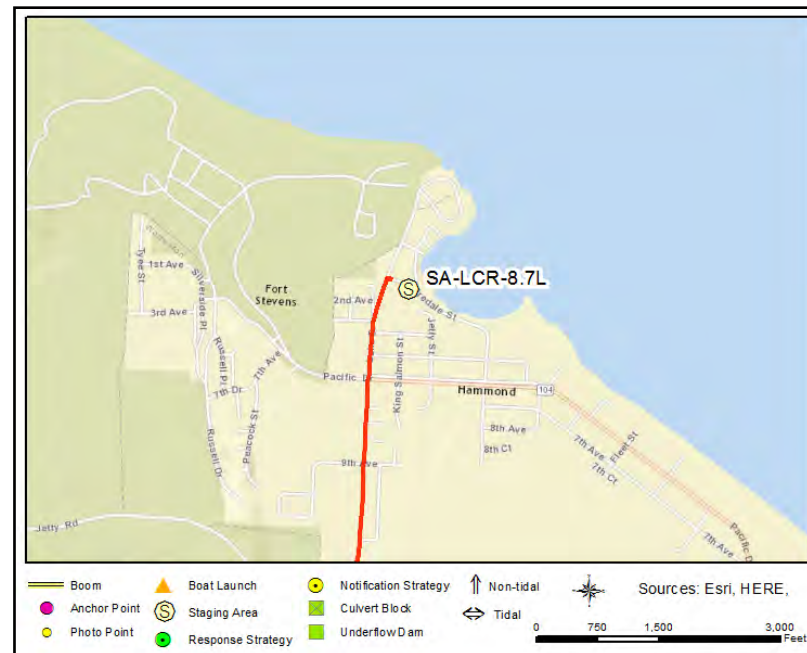 SA-LCR-8.7L
S
1st Ave
Tyee St
Silverside Pl
3rd Ave
Fort
Stevens
2nd Ave
Jetty St
King Salmon St
Russell Pl
7th Ave
7th Dr
Peacock St
Russell Dr
Pacific Dr
Hammond
104
8th Ave
8th Ct
7th Ave
7th Ct
Fleet St
Pacific Dr
7th Ave
9th Ave
Jetty Rd
Boom
Boat Launch
Notification Strategy
Non-tidal
Sources: Esri, HERE,
Anchor Point
S
Staging Area
Culvert Block
Tidal
Photo Point
Response Strategy
Underflow Dam
0 750 1,500 3,000
Feet